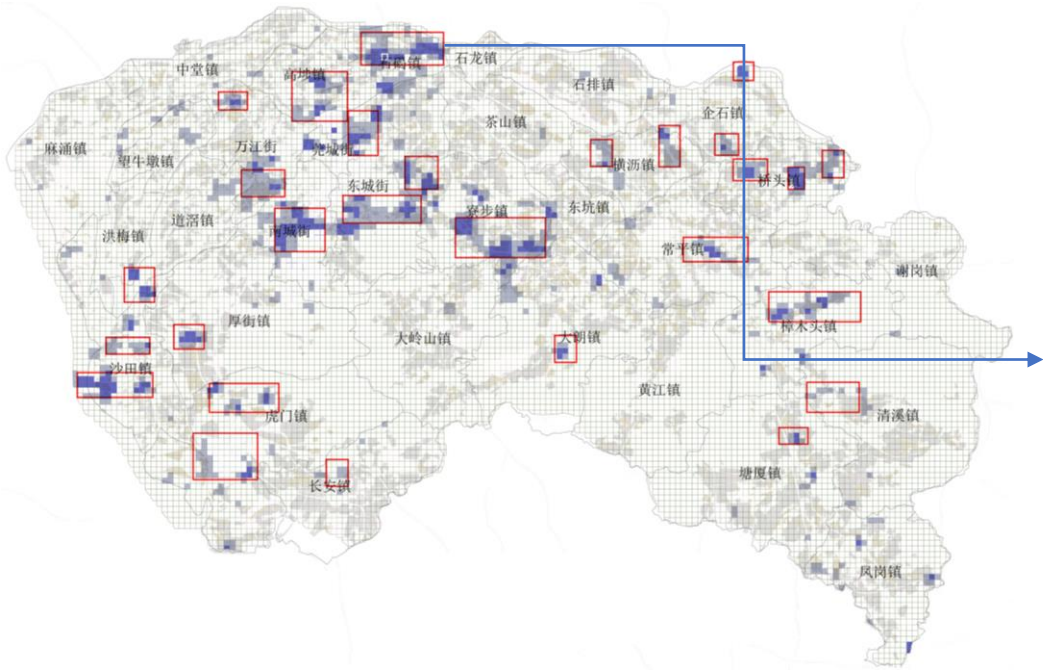 石龙镇
石碣镇
中堂镇
高埗镇
石排镇
企石镇
茶山镇
麻涌镇
望牛墩镇
万江街
莞城街
横沥镇
桥头镇
东城街
道滘镇
洪梅镇
南城街
寮步镇
东坑镇
常平镇
谢岗镇
厚街镇
大岭山镇
大朗镇
樟木头镇
沙田镇
黄江镇
虎门镇
清溪镇
塘厦镇
长安镇
凤岗镇